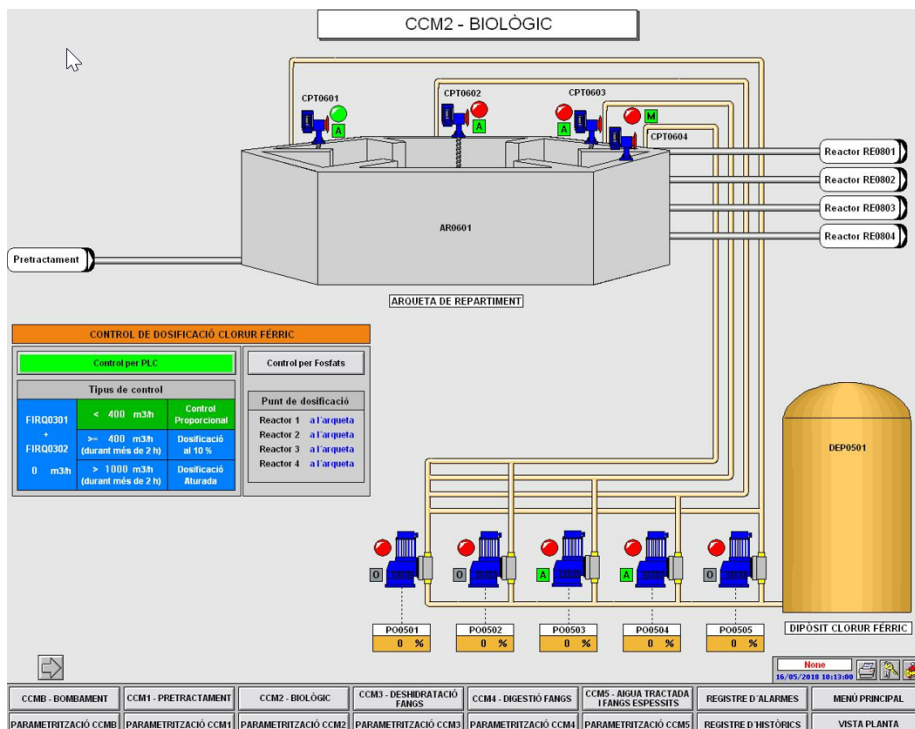 CCM2 - BIOLÒGIC
CPT0601
A
CPT0602
A
CPT0603
A
M
CPT0604
Reactor RE0801
Reactor RE0802
Reactor RE0803
Reactor RE0804
AR0601
Pretractament
ARQUETA DE REPARTIMENT
CONTROL DE DOSIFICACIÓ CLORUR FÉRRIC
Control per PLC
Control per Fosfats
Tipus de control
FIRQ0301
+
FIRQ0302
0 m3/h
< 400 m3/h
Control
Proporcional
>= 400 m3/h
(durant més de 2 h)
Dosificació
al 10 %
> 1000 m3/h
(durant més de 2 h)
Dosificació
Aturada
Punt de dosificació
Reactor 1 a l'arqueta
Reactor 2 a l'arqueta
Reactor 3 a l'arqueta
Reactor 4 a l'arqueta
DEP0501
O
O
A
A
O
PO0501
0 %
PO0502
0 %
PO0503
0 %
PO0504
0 %
PO0505
0 %
DIPÒSIT CLORUR FÉRRIC
None
16/05/2018 10:13:00
CCMB - BOMBAMENT
CCM1 - PRETRACTAMENT
CCM2 - BIOLÒGIC
CCM3 - DESHIDRATACIÓ
FANGS
CCM4 - DIGESTIÓ FANGS
CCM5 - AIGUA TRACTADA
I FANGS ESPESSITS
REGISTRE D'ALARMES
MENÚ PRINCIPAL
PARAMETRITZACIÓ CCMB
PARAMETRITZACIÓ CCM1
PARAMETRITZACIÓ CCM2
PARAMETRITZACIÓ CCM3
PARAMETRITZACIÓ CCM4
PARAMETRITZACIÓ CCM5
REGISTRE D'HISTÒRICS
VISTA PLANTA